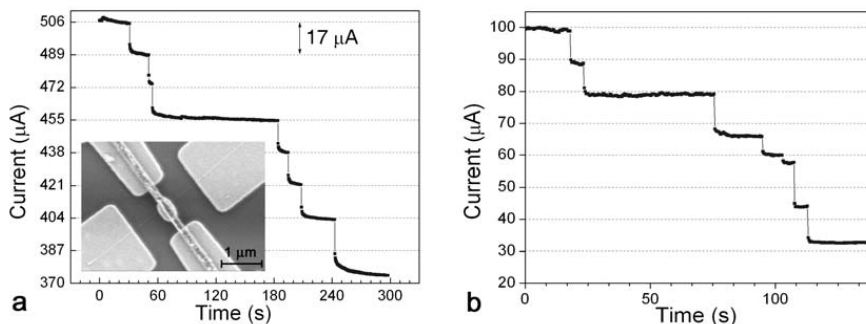 506
489
472
455
438
421
404
387
370
Current (μA)
17 μA
1 μm
0 60 120 180 240 300
Time (s)
a
110
100
90
80
70
60
50
40
30
20
Current (μA)
0 50 100
Time (s)
b